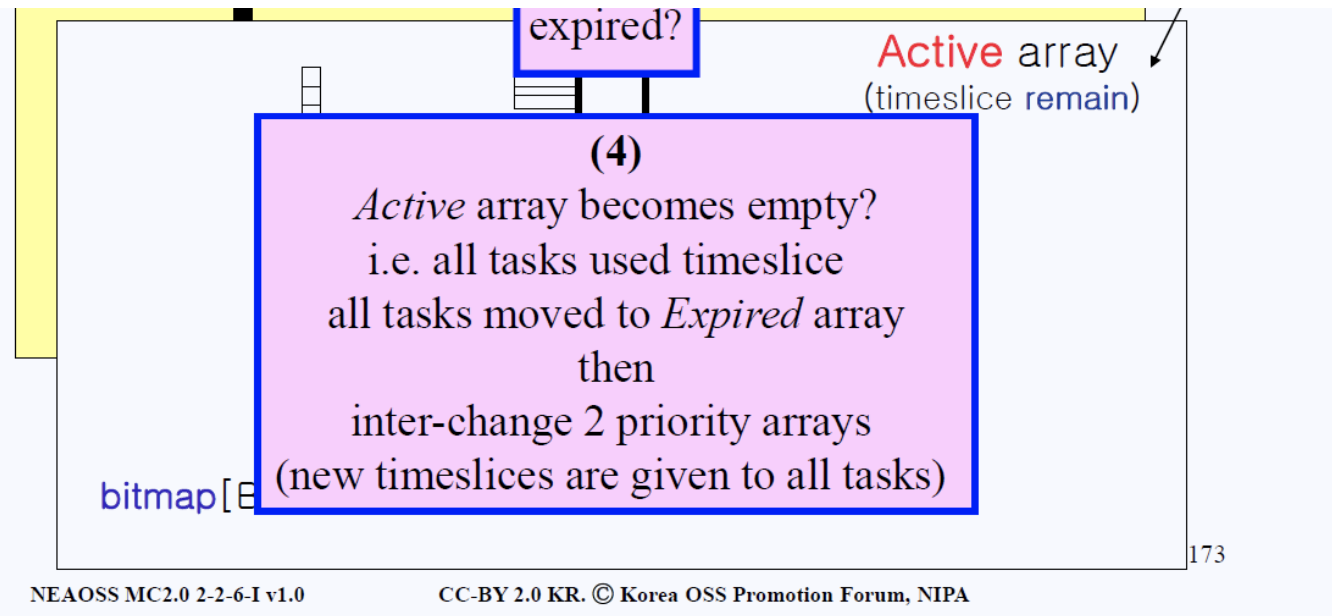 expired?
Active array
(timeslice remain)
(4)
Active array becomes empty?
i.e. all tasks used timeslice
all tasks moved to Expired array
then
inter-change 2 priority arrays
(new timeslices are given to all tasks)
bitmap[B
173
NEAOSS MC2.0 2-2-6-I v1.0
CC-BY 2.0 KR. Ⓒ Korea OSS Promotion Forum, NIPA